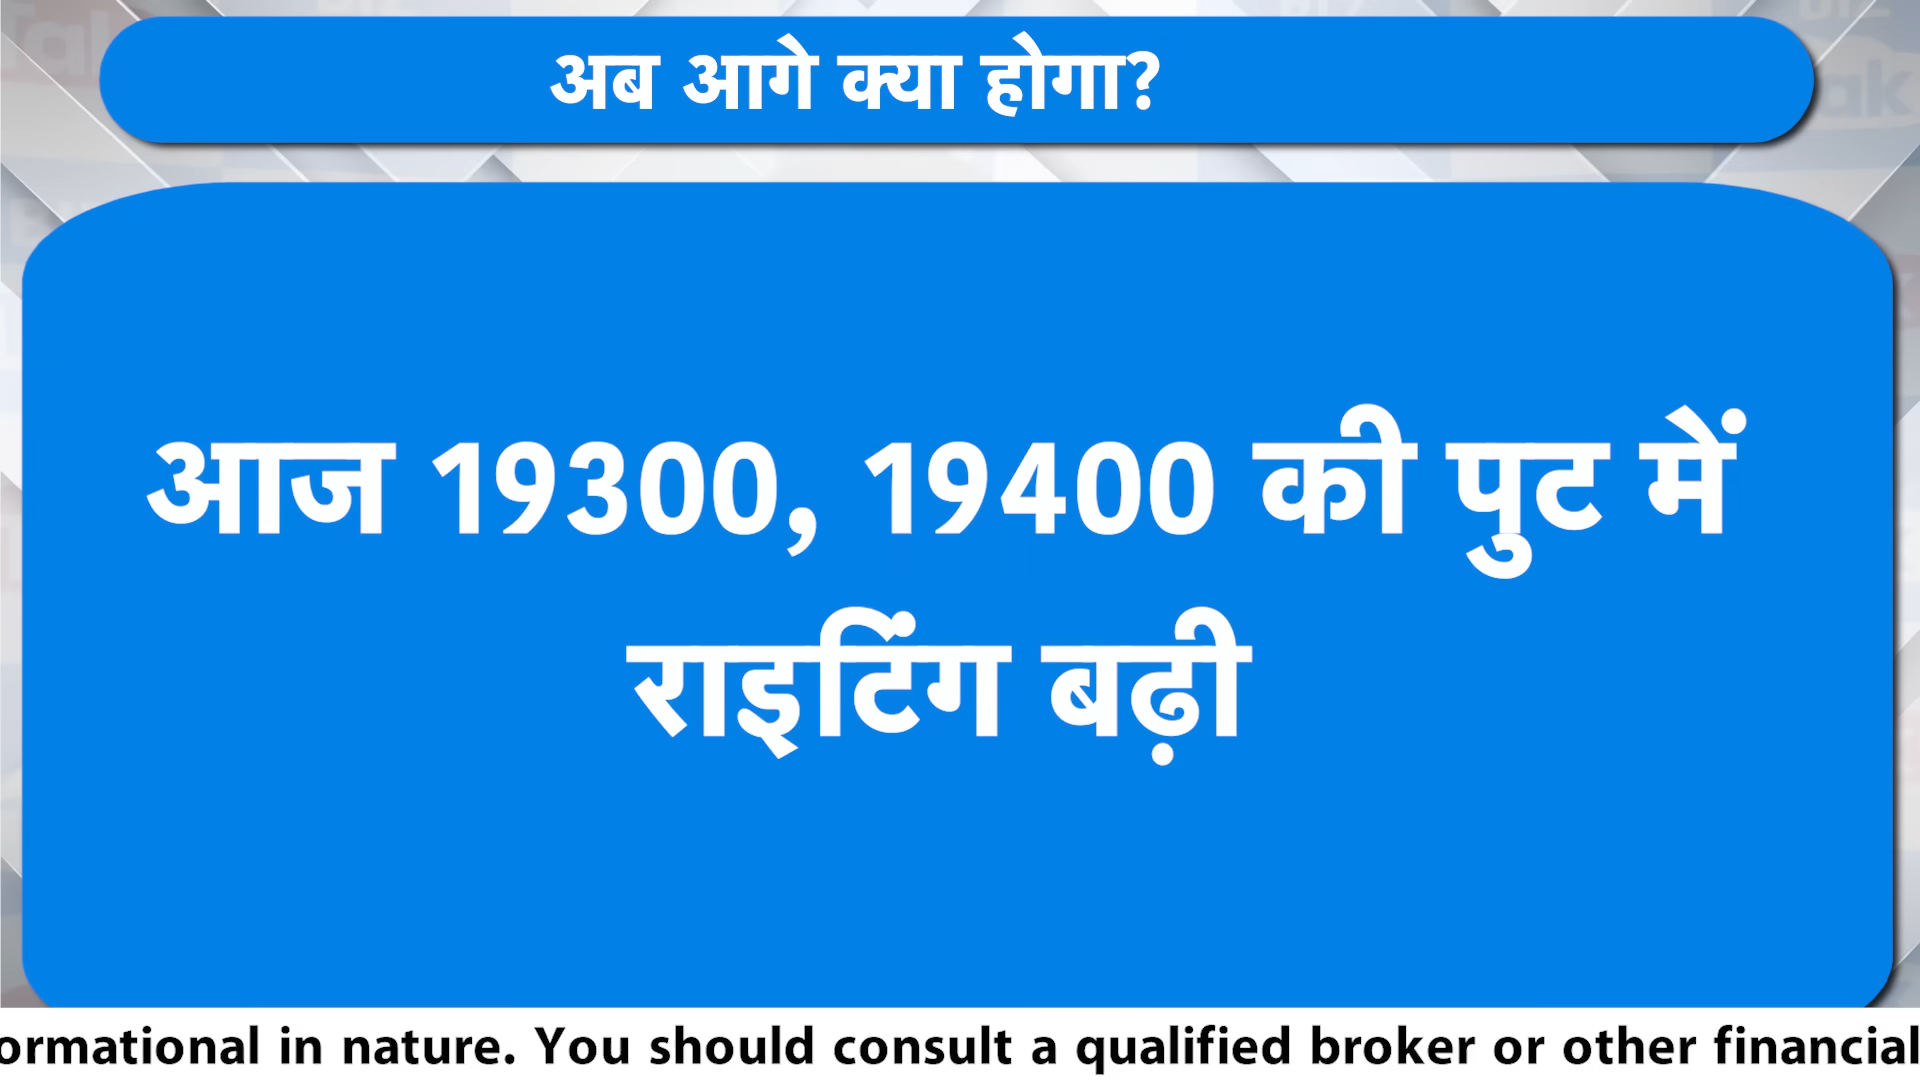 अब आगे क्या होगा?
आज 19300, 19400 की पुट में
राइटिंग बढ़ी
ormational in nature. You should consult a qualified broker or other financial